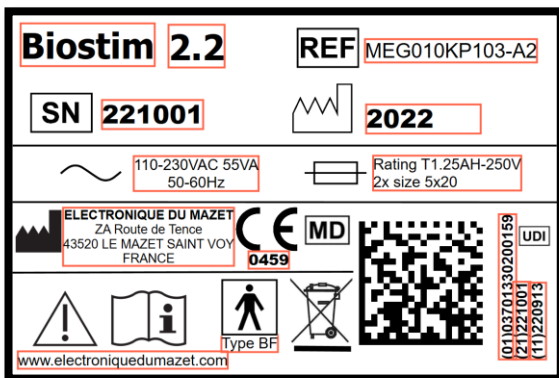 Biostim 2.2
REF MEG010KP103-A2
SN 221001
2022
110-230VAC 55VA
50-60Hz
Rating T1.25AH-250V
2x size 5x20
ELECTRONIQUE DU MAZET
ZA Route de Tence
43520 LE MAZET SAINT VOY
FRANCE
CE
0459
MD
UDI
(01)03701330200159
(21)221001
(11)220913
Type BF
www.electroniquedumazet.com